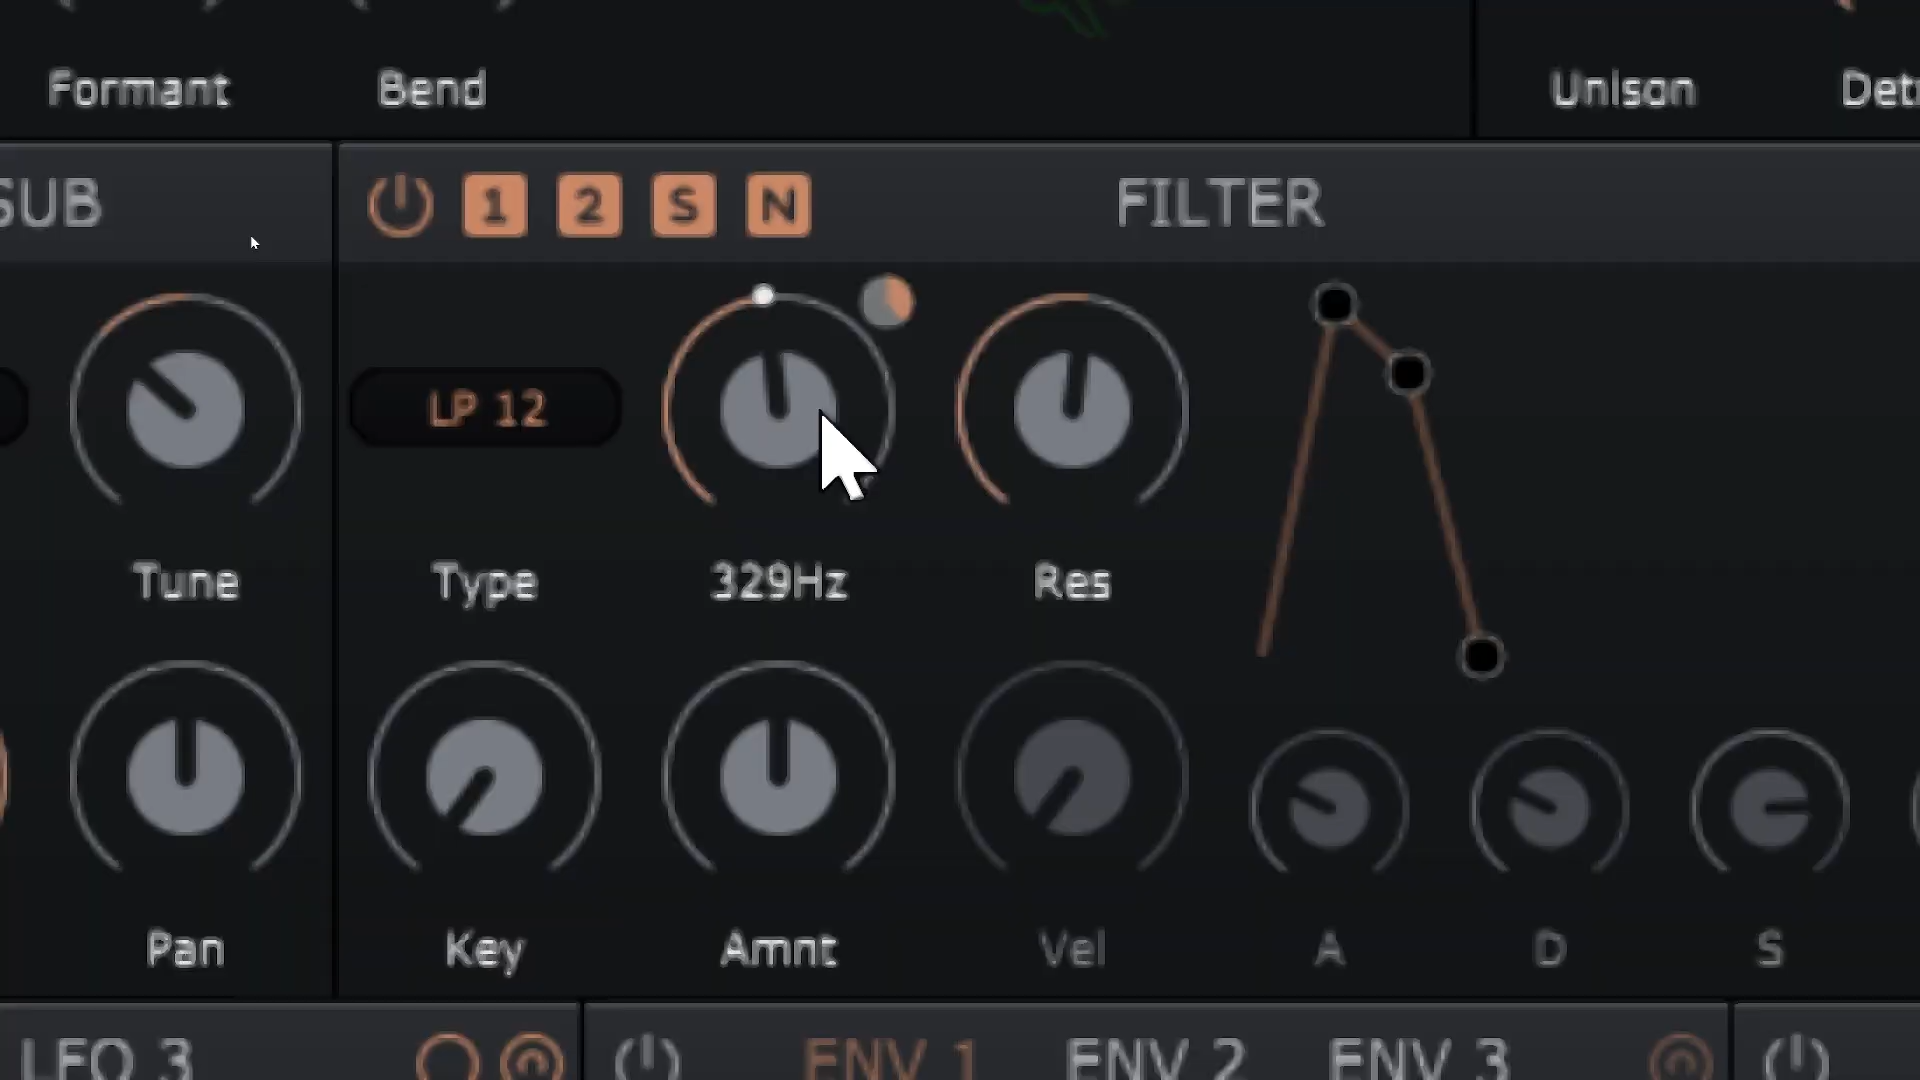 Formant Bend Unison
SUB 1 2 S N FILTER
LP 12
Tune Type 329Hz Res
Pan Key Amnt Vel A D S
LFO 3 ENV 1 ENV 2 ENV 3